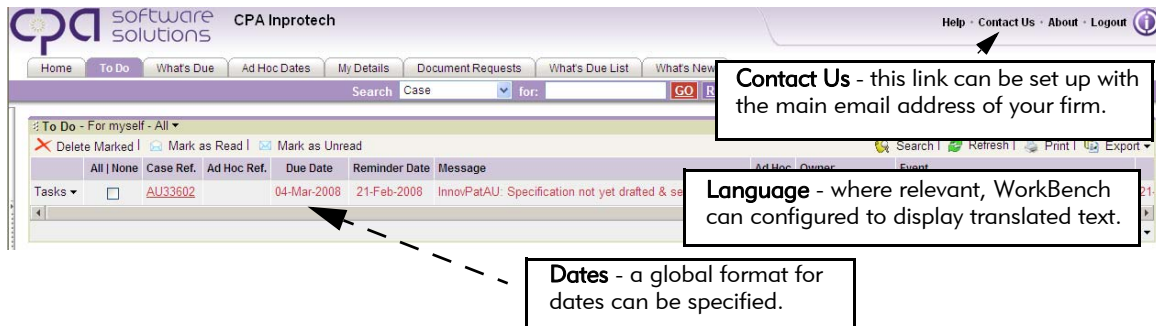 cpa software solutions CPA Inprotech
Help · Contact Us · About · Logout
Home To Do What's Due Ad Hoc Dates My Details Document Requests What's Due List What's New
Search Case for: GO R
Contact Us - this link can be set up with
the main email address of your firm.
To Do - For myself - All
Delete Marked | Mark as Read | Mark as Unread
Search | Refresh | Print | Export
All | None Case Ref. Ad Hoc Ref. Due Date Reminder Date Message Ad Hoc Owner Event
Tasks AU33602 04-Mar-2008 21-Feb-2008 InnovPatAU: Specification not yet drafted & se 21-
Language - where relevant, WorkBench
can configured to display translated text.
Dates - a global format for
dates can be specified.